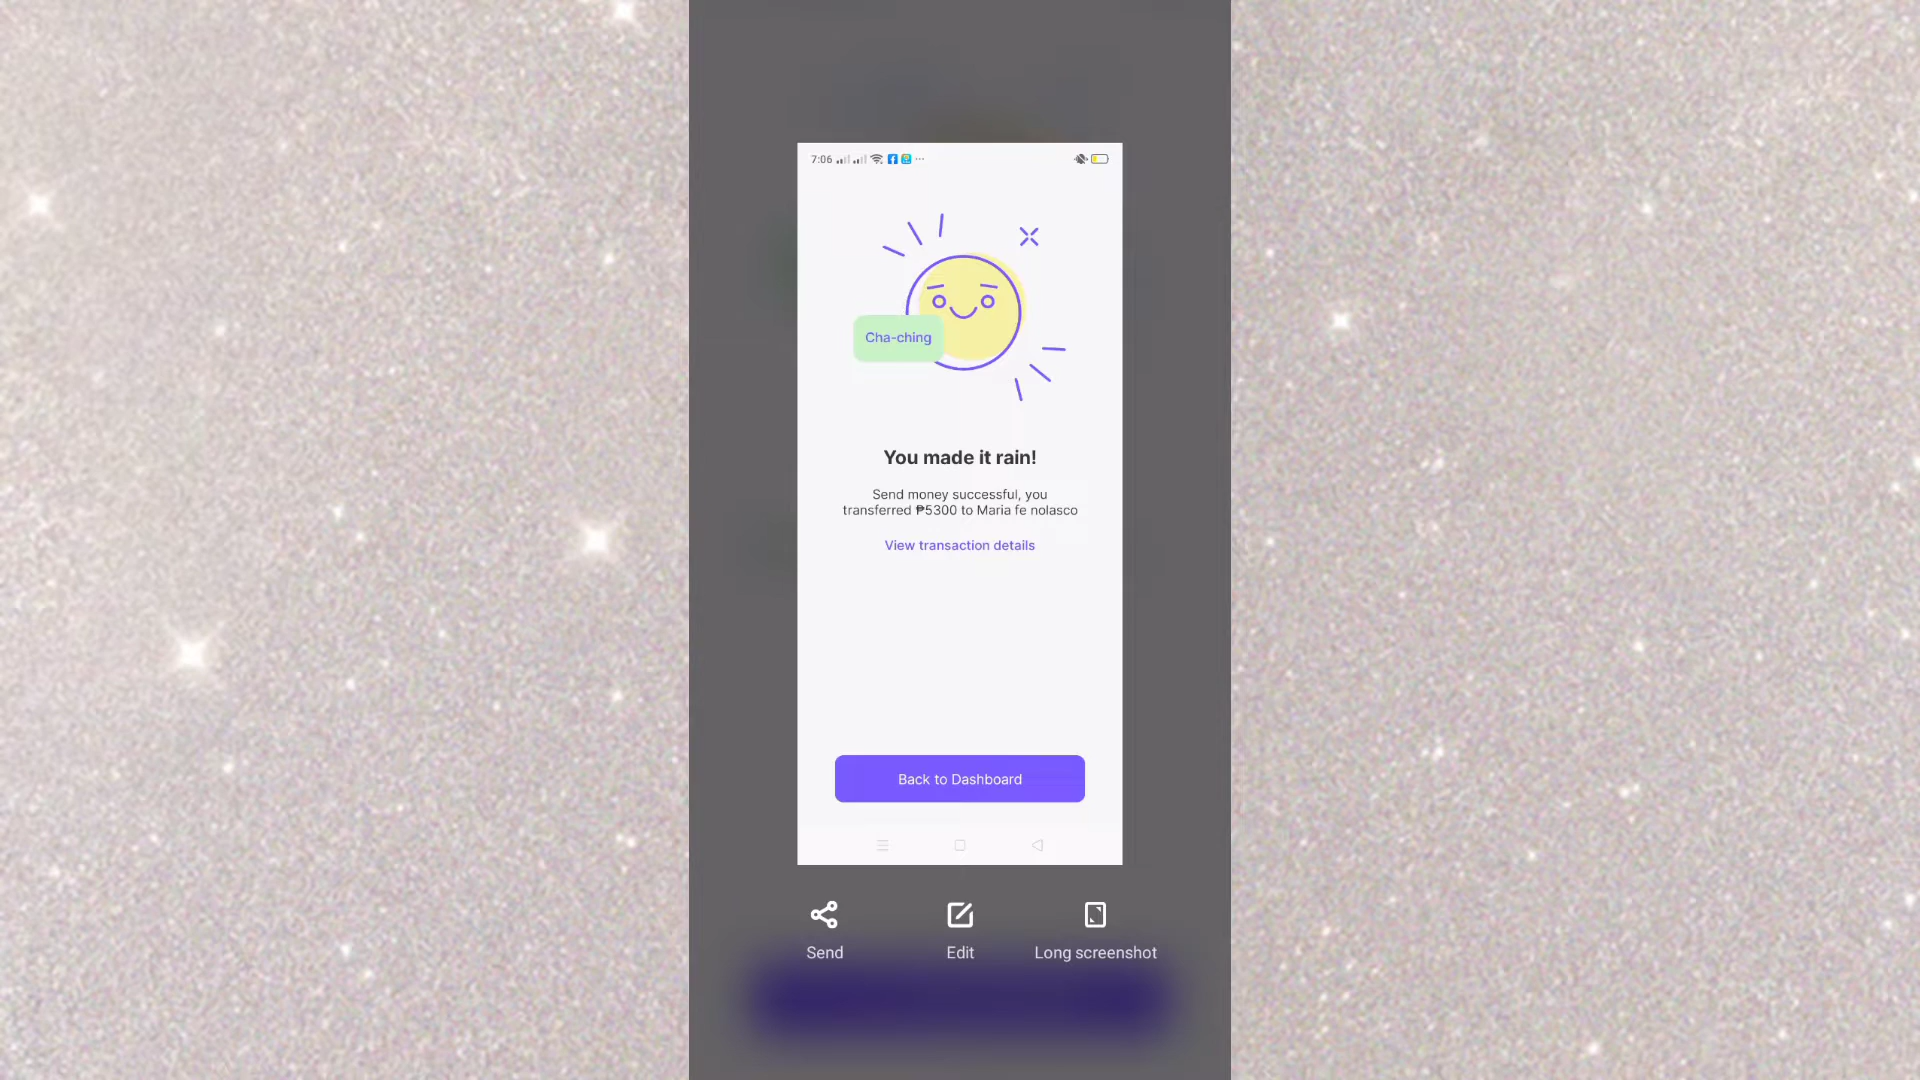 7:06
Cha-ching
You made it rain!
Send money successful, you
transferred ₱5300 to Maria fe nolasco
View transaction details
Back to Dashboard
Send
Edit
Long screenshot